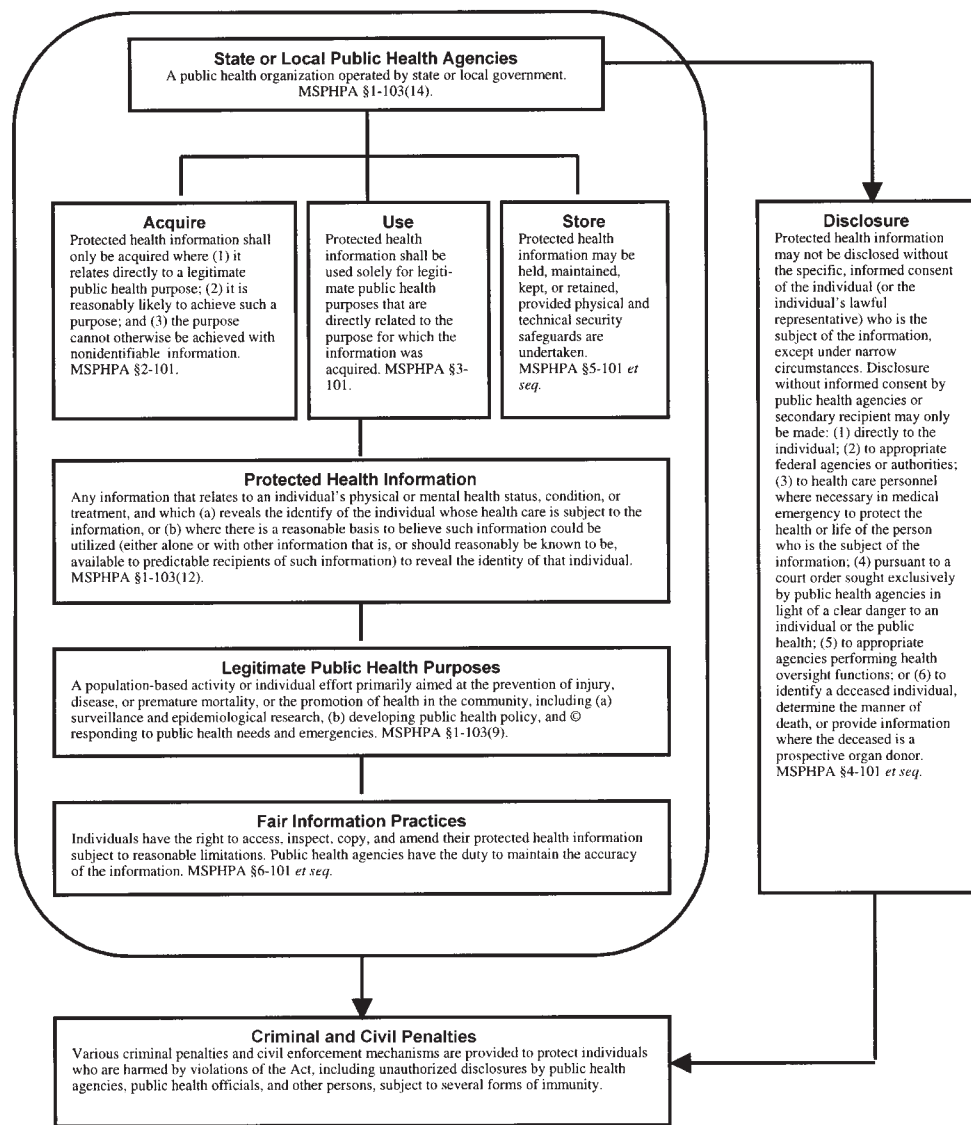 State or Local Public Health Agencies
A public health organization operated by state or local government.
MSPHPA §1-103(14).
Acquire
Protected health information shall
only be acquired where (1) it
relates directly to a legitimate
public health purpose; (2) it is
reasonably likely to achieve such a
purpose; and (3) the purpose
cannot otherwise be achieved with
nonidentifiable information.
MSPHPA §2-101.
Use
Protected health
information shall be
used solely for legiti-
mate public health
purposes that are
directly related to the
purpose for which the
information was
acquired. MSPHPA §3-
101.
Store
Protected health
information may be
held, maintained,
kept, or retained,
provided physical and
technical security
safeguards are
undertaken.
MSPHPA §5-101 et
seq.
Protected Health Information
Any information that relates to an individual's physical or mental health status, condition, or
treatment, and which (a) reveals the identify of the individual whose health care is subject to the
information, or (b) where there is a reasonable basis to believe such information could be
utilized (either alone or with other information that is, or should reasonably be known to be,
available to predictable recipients of such information) to reveal the identity of that individual.
MSPHPA §1-103(12).
Legitimate Public Health Purposes
A population-based activity or individual effort primarily aimed at the prevention of injury,
disease, or premature mortality, or the promotion of health in the community, including (a)
surveillance and epidemiological research, (b) developing public health policy, and ©
responding to public health needs and emergencies. MSPHPA §1-103(9).
Fair Information Practices
Individuals have the right to access, inspect, copy, and amend their protected health information
subject to reasonable limitations. Public health agencies have the duty to maintain the accuracy
of the information. MSPHPA §6-101 et seq.
Disclosure
Protected health information
may not be disclosed without
the specific, informed consent
of the individual (or the
individual's lawful
representative) who is the
subject of the information,
except under narrow
circumstances. Disclosure
without informed consent by
public health agencies or
secondary recipient may only
be made: (1) directly to the
individual; (2) to appropriate
federal agencies or authorities;
(3) to health care personnel
where necessary in medical
emergency to protect the
health or life of the person
who is the subject of the
information; (4) pursuant to a
court order sought exclusively
by public health agencies in
light of a clear danger to an
individual or the public
health; (5) to appropriate
agencies performing health
oversight functions; or (6) to
identify a deceased individual,
determine the manner of
death, or provide information
where the deceased is a
prospective organ donor.
MSPHPA §4-101 et seq.
Criminal and Civil Penalties
Various criminal penalties and civil enforcement mechanisms are provided to protect individuals
who are harmed by violations of the Act, including unauthorized disclosures by public health
agencies, public health officials, and other persons, subject to several forms of immunity.